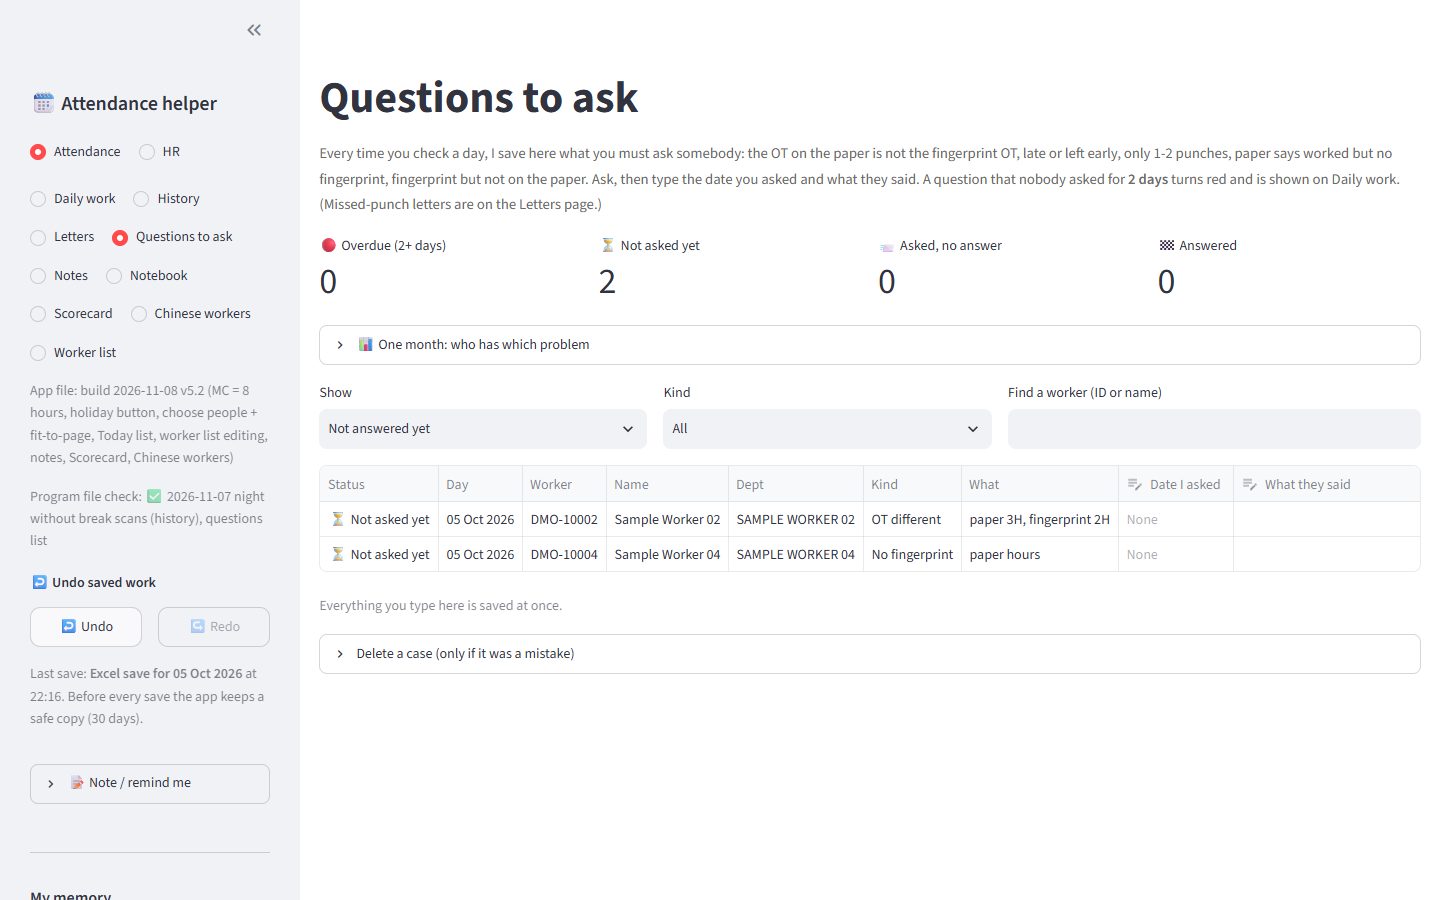 Attendance helper
Attendance HR
Daily work History
Letters Questions to ask
Notes Notebook
Scorecard Chinese workers
Worker list
App file: build 2026-11-08 v5.2 (MC = 8
hours, holiday button, choose people +
fit-to-page, Today list, worker list editing,
notes, Scorecard, Chinese workers)
Program file check: ✅ 2026-11-07 night
without break scans (history), questions
list
Undo saved work
Undo Redo
Last save: Excel save for 05 Oct 2026 at
22:16. Before every save the app keeps a
safe copy (30 days).
Note / remind me
My memory
Questions to ask
Every time you check a day, I save here what you must ask somebody: the OT on the paper is not the fingerprint OT, late or left early, only 1-2 punches, paper says worked but no
fingerprint, fingerprint but not on the paper. Ask, then type the date you asked and what they said. A question that nobody asked for 2 days turns red and is shown on Daily work.
(Missed-punch letters are on the Letters page.)
Overdue (2+ days) Not asked yet Asked, no answer Answered
0 2 0 0
One month: who has which problem
Show Kind Find a worker (ID or name)
Not answered yet All
Status Day Worker Name Dept Kind What Date I asked What they said
Not asked yet 05 Oct 2026 DMO-10002 Sample Worker 02 SAMPLE WORKER 02 OT different paper 3H, fingerprint 2H None
Not asked yet 05 Oct 2026 DMO-10004 Sample Worker 04 SAMPLE WORKER 04 No fingerprint paper hours None
Everything you type here is saved at once.
Delete a case (only if it was a mistake)